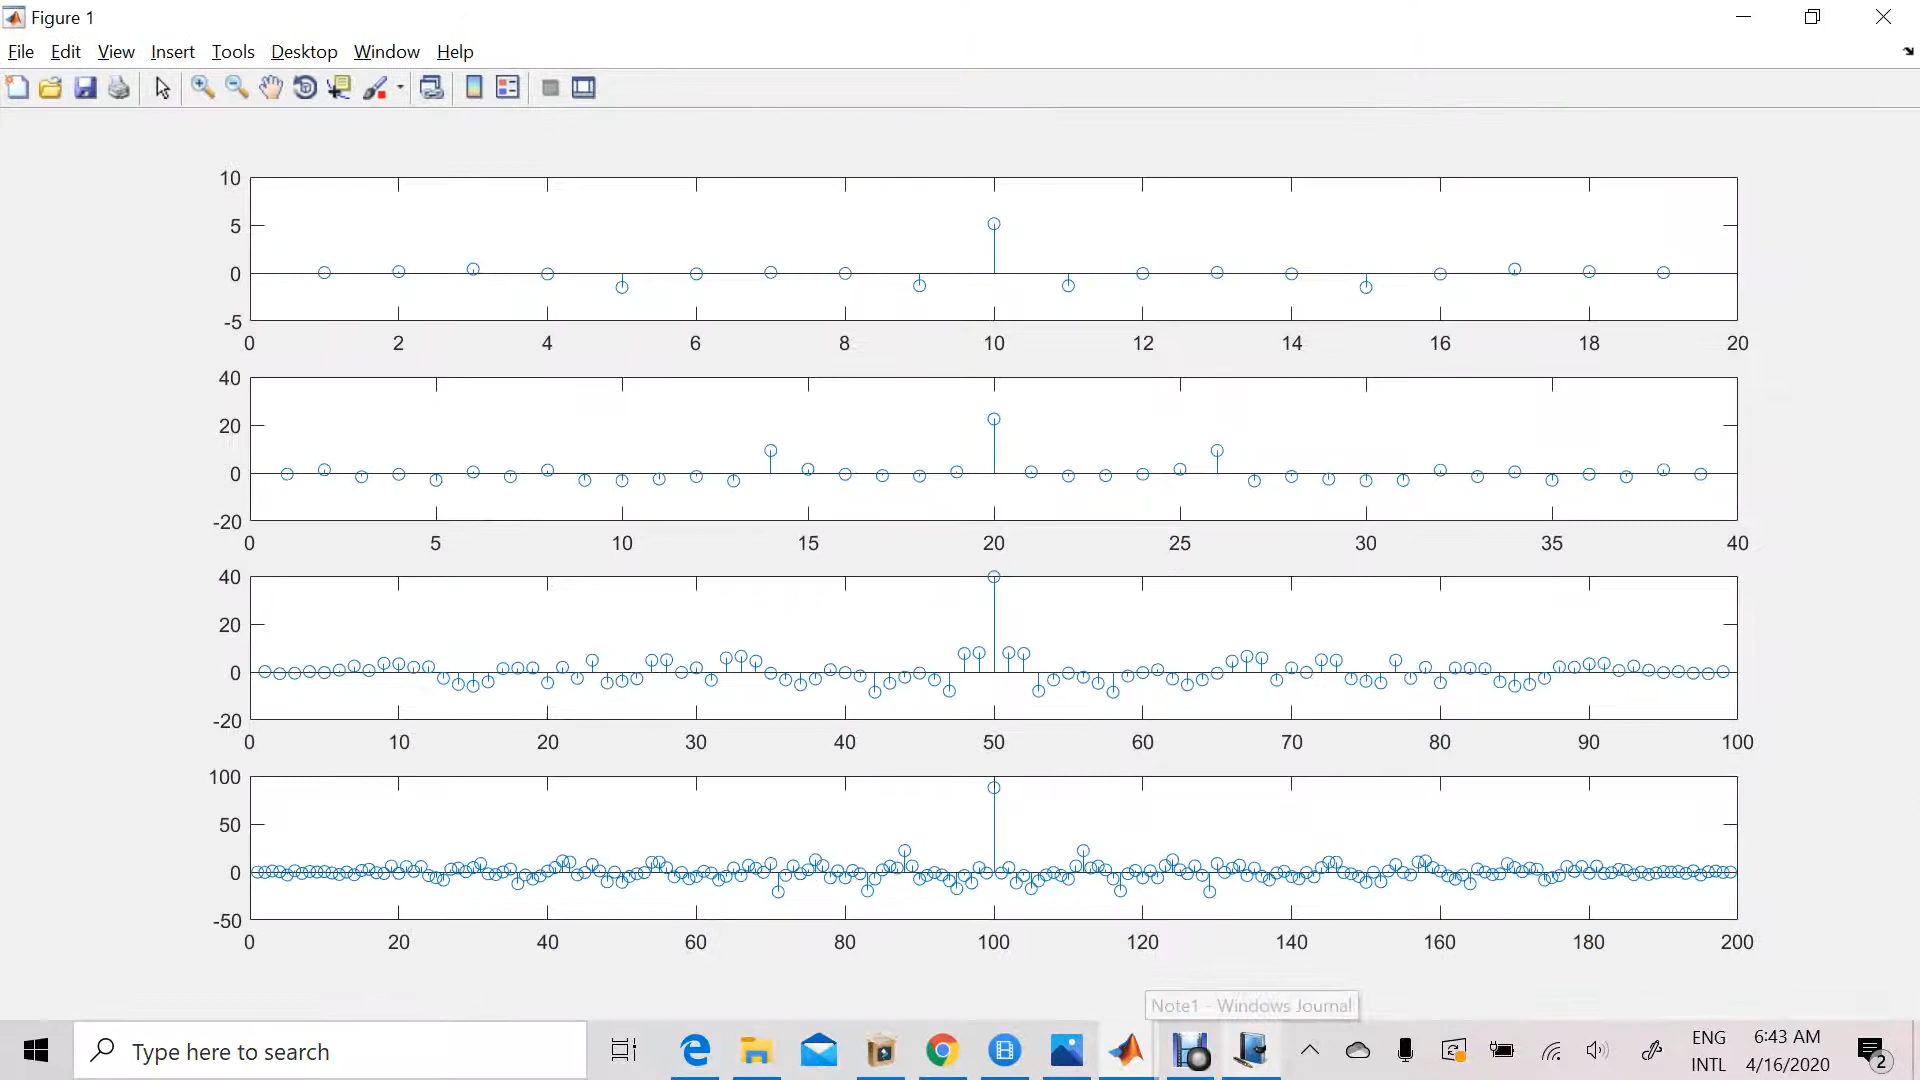 Figure 1
File Edit View Insert Tools Desktop Window Help
10
5
0
-5
0 2 4 6 8 10 12 14 16 18 20
40
20
0
-20
0 5 10 15 20 25 30 35 40
40
20
0
-20
0 10 20 30 40 50 60 70 80 90 100
100
50
0
-50
0 20 40 60 80 100 120 140 160 180 200
Note1 - Windows Journal
Type here to search
ENG
INTL
6:43 AM
4/16/2020
2